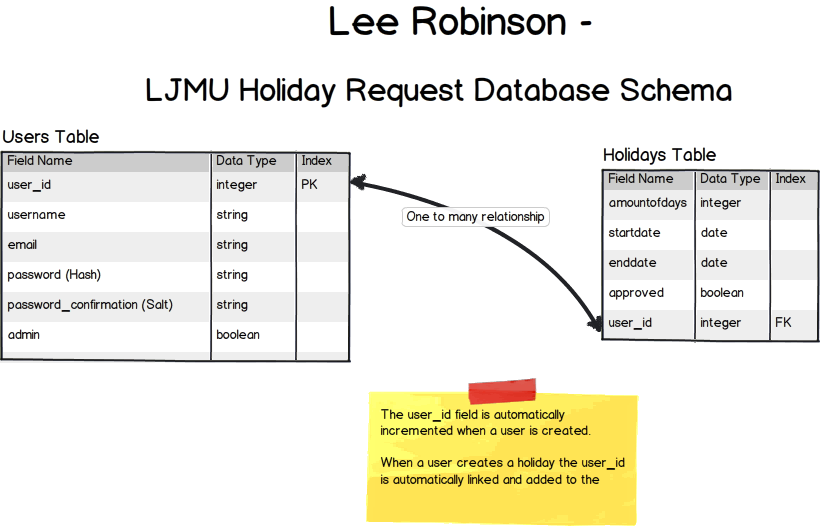 Lee Robinson -
LJMU Holiday Request Database Schema
Users Table
Field Name Data Type Index
user_id integer PK
username string
email string
password (Hash) string
password_confirmation (Salt) string
admin boolean
One to many relationship
Holidays Table
Field Name Data Type Index
amountofdays integer
startdate date
enddate date
approved boolean
user_id integer FK
The user_id field is automatically
incremented when a user is created.
When a user creates a holiday the user_id
is automatically linked and added to the